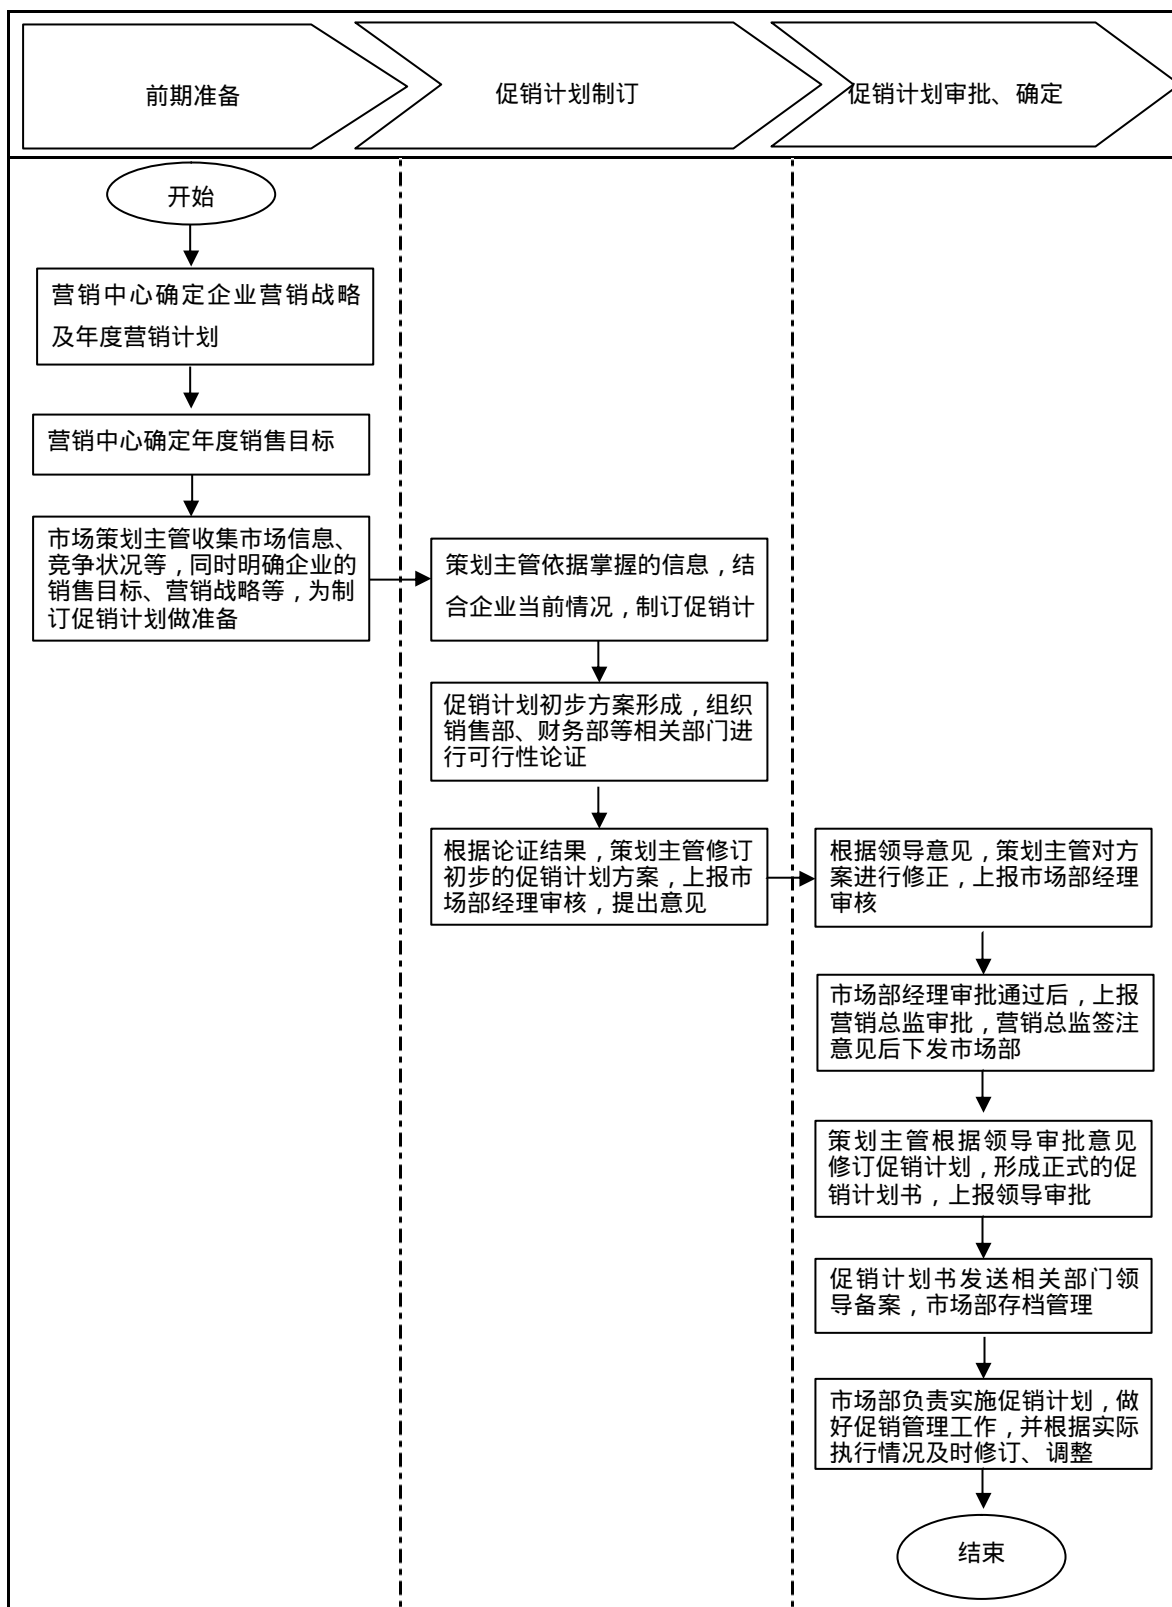 前期准备
促销计划制订
促销计划审批、确定
开始
营销中心确定企业营销战略
及年度营销计划
营销中心确定年度销售目标
市场策划主管收集市场信息、
竞争状况等，同时明确企业的
销售目标、营销战略等，为制
订促销计划做准备
策划主管依据掌握的信息，结
合企业当前情况，制订促销计
促销计划初步方案形成，组织
销售部、财务部等相关部门进
行可行性论证
根据论证结果，策划主管修订
初步的促销计划方案，上报市
场部经理审核，提出意见
根据领导意见，策划主管对方
案进行修正，上报市场部经理
审核
市场部经理审批通过后，上报
营销总监审批，营销总监签注
意见后下发市场部
策划主管根据领导审批意见
修订促销计划，形成正式的促
销计划书，上报领导审批
促销计划书发送相关部门领
导备案，市场部存档管理
市场部负责实施促销计划，做
好促销管理工作，并根据实际
执行情况及时修订、调整
结束